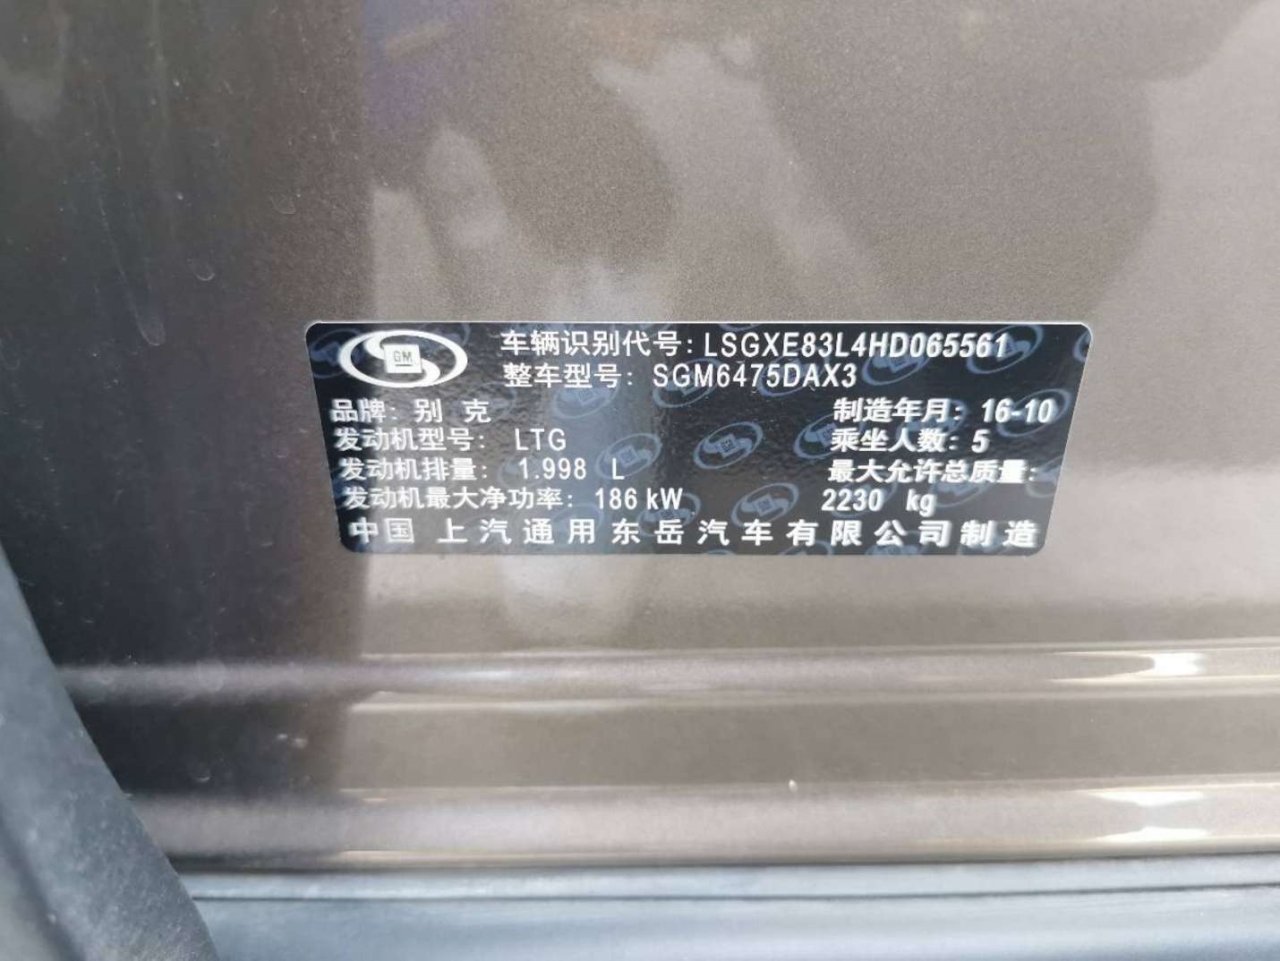 GM
车辆识别代号: LSGXE83L4HD065561
整车型号: SGM6475DAX3
品牌: 别 克
制造年月: 16-10
发动机型号: LTG
乘坐人数: 5
发动机排量: 1.998 L
最大允许总质量:
发动机最大净功率: 186 kW
2230 kg
中国 上汽通用东岳汽车有限公司制造